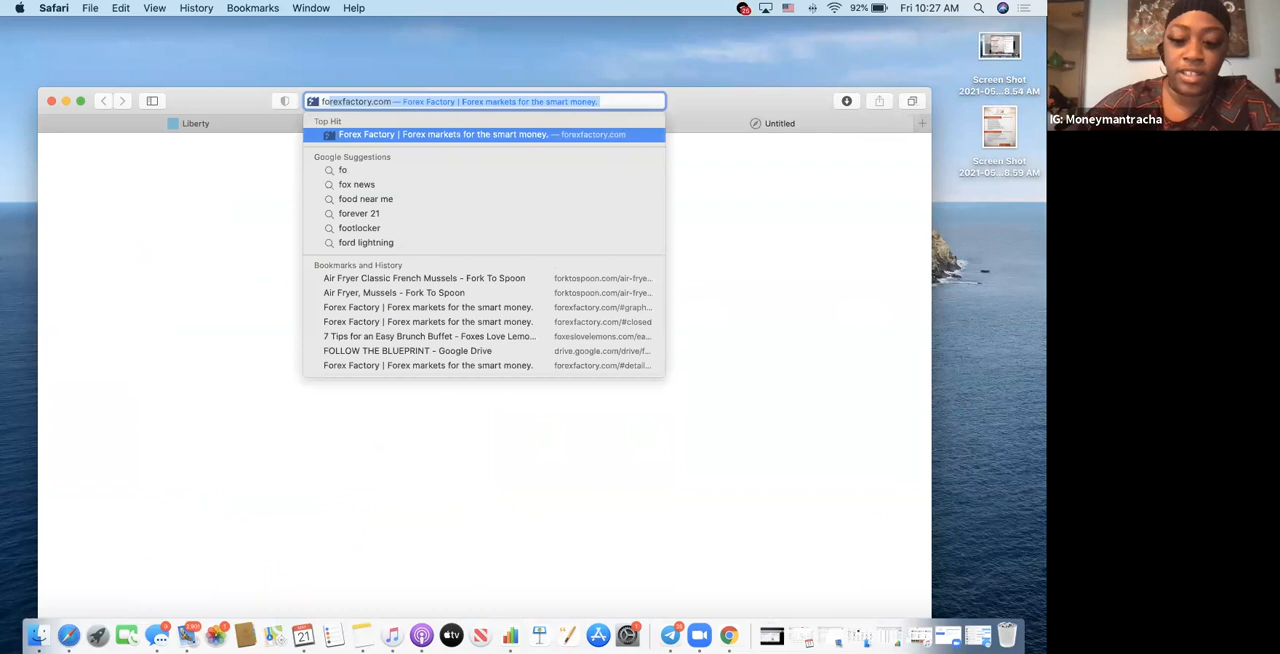 Safari File Edit View History Bookmarks Window Help
25
92% Fri 10:27 AM
forexfactory.com — Forex Factory | Forex markets for the smart money.
Liberty
Untitled
Top Hit
Forex Factory | Forex markets for the smart money. — forexfactory.com
Google Suggestions
fo
fox news
food near me
forever 21
footlocker
ford lightning
Bookmarks and History
Air Fryer Classic French Mussels - Fork To Spoon forktospoon.com/air-frye...
Air Fryer, Mussels - Fork To Spoon forktospoon.com/air-frye...
Forex Factory | Forex markets for the smart money. forexfactory.com/#graph...
Forex Factory | Forex markets for the smart money. forexfactory.com/#closed
7 Tips for an Easy Brunch Buffet - Foxes Love Lemo... foxeslovelemons.com/ea...
FOLLOW THE BLUEPRINT - Google Drive drive.google.com/drive/f...
Forex Factory | Forex markets for the smart money. forexfactory.com/#detail...
Screen Shot
2021-05...8.54 AM
Screen Shot
2021-05...8.59 AM
IG: Moneymantracha
21
tv